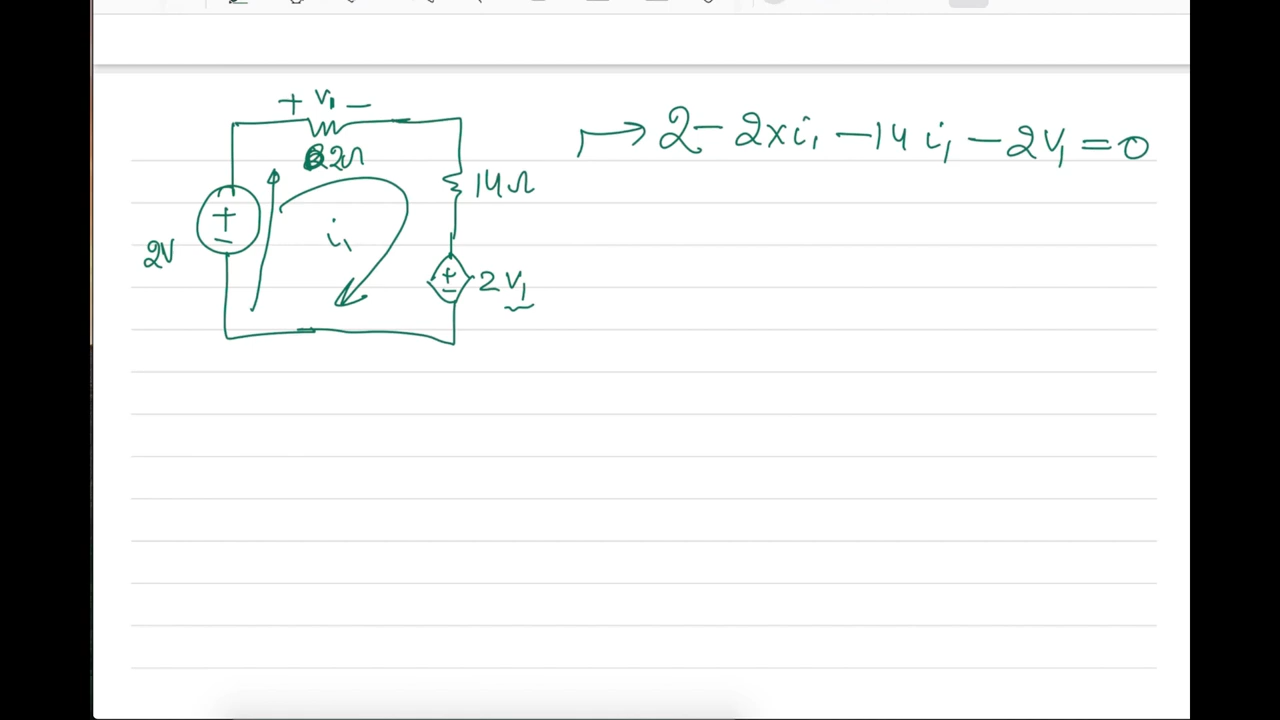 + V₁ −
2Ω
14Ω
+
−
2V
i₁
+
−
2V₁
→ 2 − 2×i₁ − 14 i₁ − 2V₁ = 0